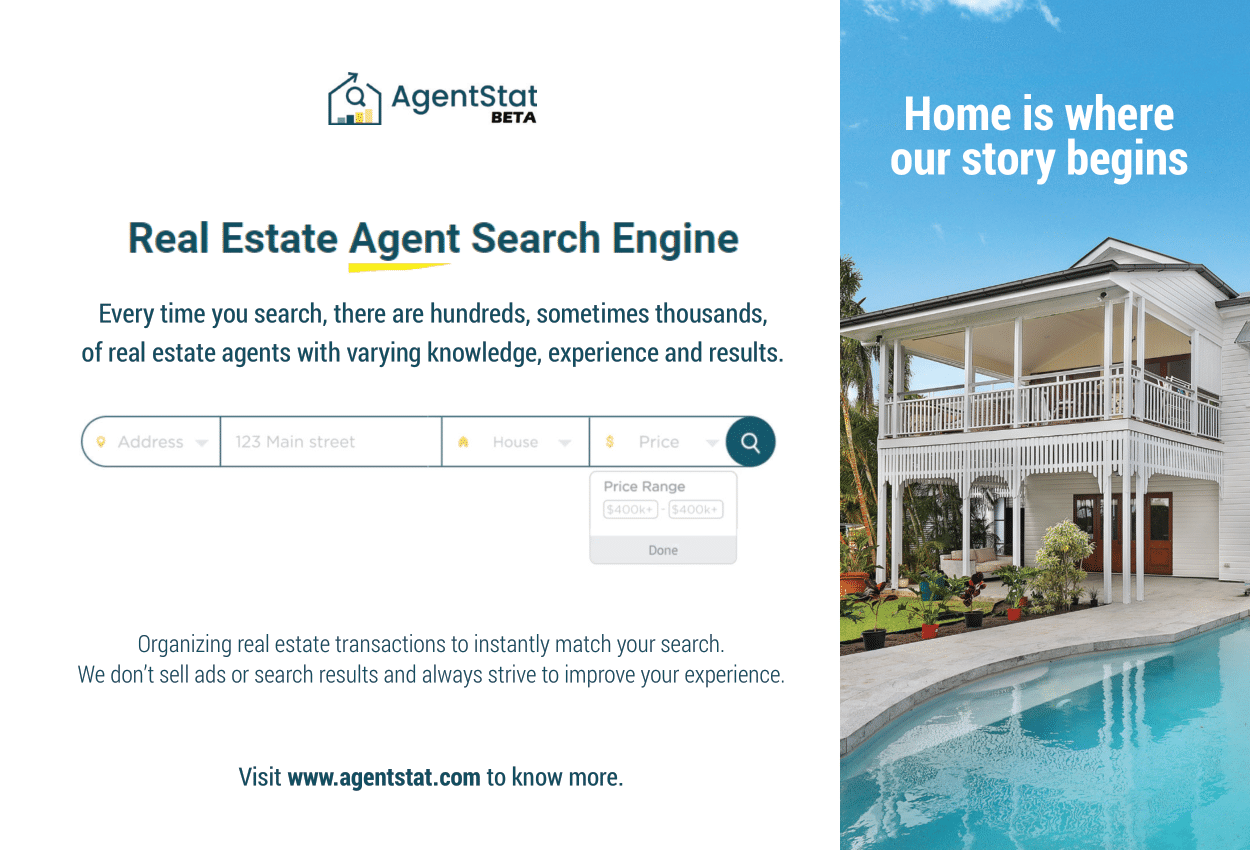 AgentStat
BETA
Real Estate Agent Search Engine
Every time you search, there are hundreds, sometimes thousands,
of real estate agents with varying knowledge, experience and results.
Address 123 Main street House $ Price
Price Range
$400k+ - $400k+
Done
Organizing real estate transactions to instantly match your search.
We don't sell ads or search results and always strive to improve your experience.
Visit www.agentstat.com to know more.
Home is where
our story begins